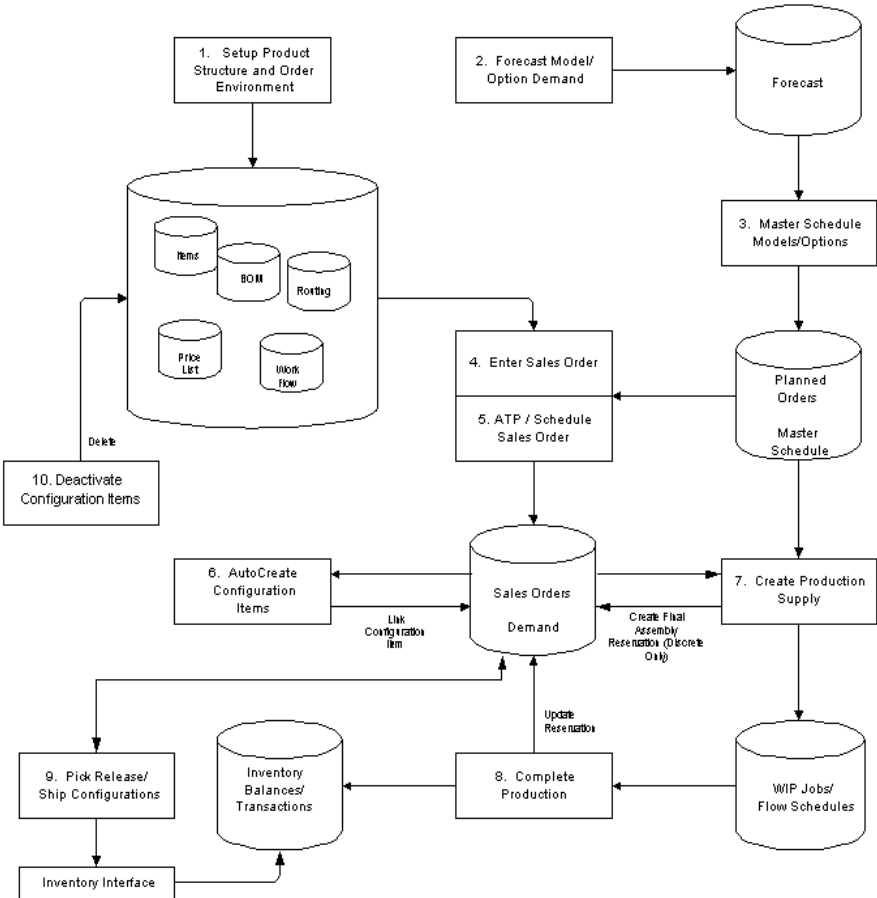 1. Setup Product
Structure and Order
Environment
2. Forecast Model/
Option Demand
Forecast
3. Master Schedule
Models/Options
Items
BOM
Routing
Price
List
Work
flow
4. Enter Sales Order
5. ATP / Schedule
Sales Order
Planned
Orders
Master
Schedule
Delete
10. Deactivate
Configuration Items
6. AutoCreate
Configuration
Items
Link
Configuration
Item
Sales Orders
Demand
7. Create Production
Supply
Create Final
Assembly
Reservation (Discrete
Only)
Update
Reservation
9. Pick Release/
Ship Configurations
Inventory
Balances/
Transactions
8. Complete
Production
WIP Jobs/
Flow Schedules
Inventory Interface